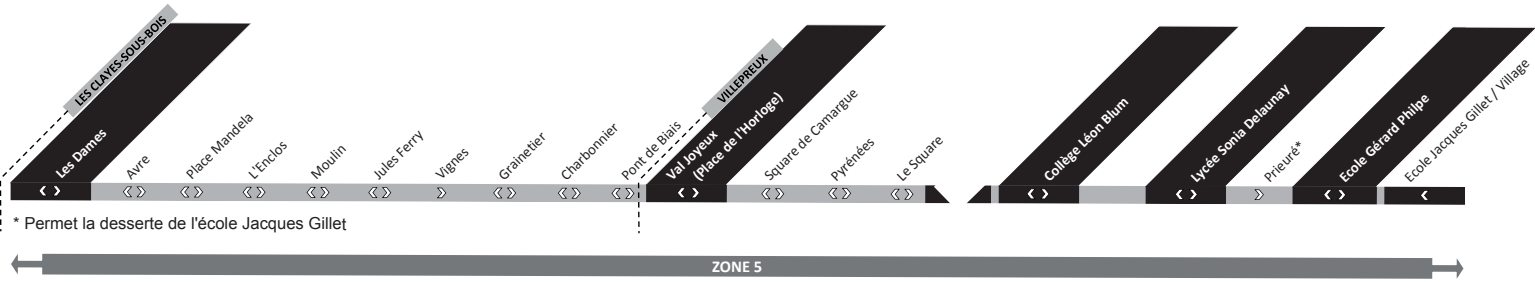 LES CLAYES-SOUS-BOIS
Les Dames
Avre
Place Mandela
L'Enclos
Moulin
Jules Ferry
Vignes
Grainetier
Charbonnier
Pont de Biais
VILLEPREUX
Val Joyeux
(Place de l'Horloge)
Square de Camargue
Pyrénées
Le Square
Collège Léon Blum
Lycée Sonia Delaunay
Prieuré*
Ecole Gérard Philpe
Ecole Jacques Gillet / Village
* Permet la desserte de l'école Jacques Gillet
ZONE 5